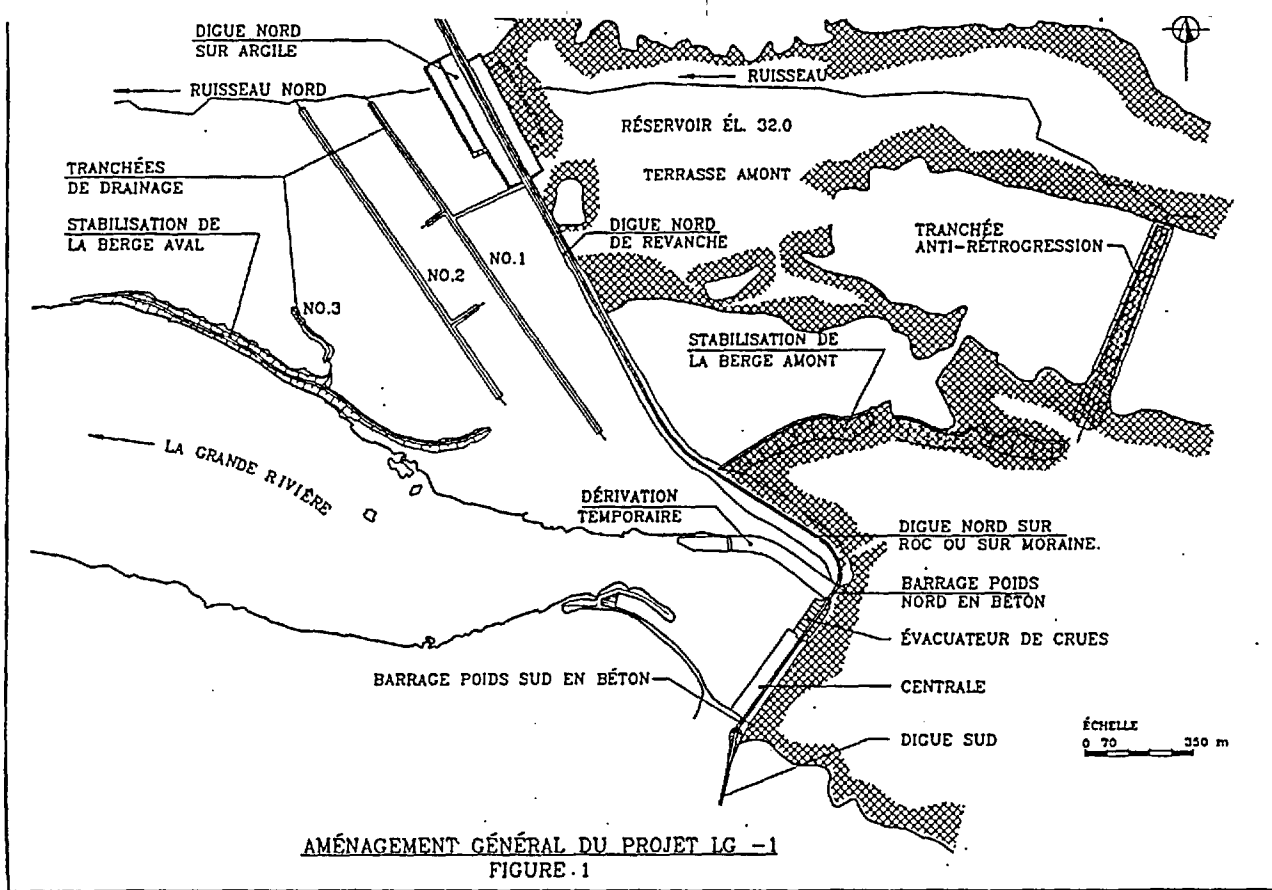 DIGUE NORD
SUR ARGILE
RUISSEAU NORD
RUISSEAU
RÉSERVOIR ÉL. 32.0
TERRASSE AMONT
TRANCHÉES
DE DRAINAGE
STABILISATION DE
LA BERGE AVAL
DIGUE NORD
DE REVANCHE
TRANCHÉE
ANTI-RÉTROGRESSION
NO.1
NO.2
NO.3
STABILISATION DE
LA BERGE AMONT
LA GRANDE RIVIÈRE
DÉRIVATION
TEMPORAIRE
DIGUE NORD SUR
ROC OU SUR MORAINE.
BARRAGE POIDS
NORD EN BÉTON
ÉVACUATEUR DE CRUES
BARRAGE POIDS SUD EN BÉTON
CENTRALE
DIGUE SUD
ÉCHELLE
0 70 350 m
AMÉNAGEMENT GÉNÉRAL DU PROJET LG -1
FIGURE.1